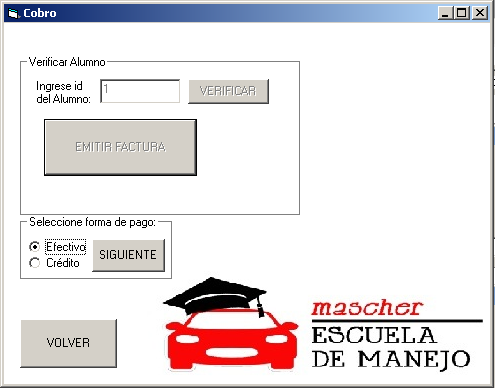 Cobro
Verificar Alumno
Ingrese id
del Alumno:
1
VERIFICAR
EMITIR FACTURA
Seleccione forma de pago:
Efectivo
Crédito
SIGUIENTE
VOLVER
mascher
ESCUELA
DE MANEJO